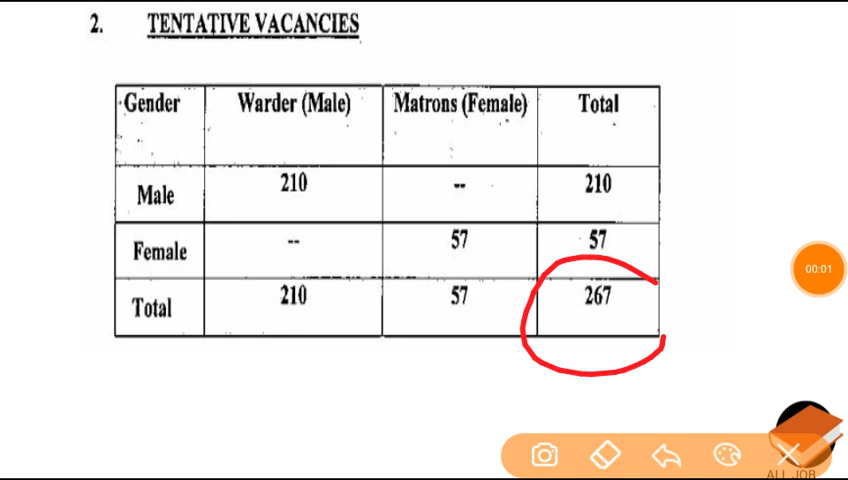 2. TENTATIVE VACANCIES
Gender Warder (Male) Matrons (Female) Total
Male 210 -- 210
Female -- 57 57
Total 210 57 267
00:01
ALL JOB